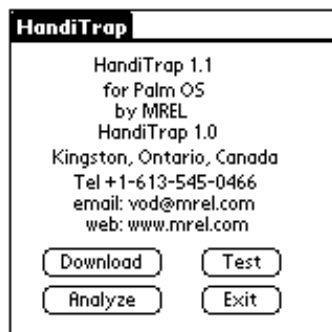 HandiTrap
HandiTrap 1.1
for Palm OS
by MREL
HandiTrap 1.0
Kingston, Ontario, Canada
Tel +1-613-545-0466
email: vod@mrel.com
web: www.mrel.com
Download Test
Analyze Exit